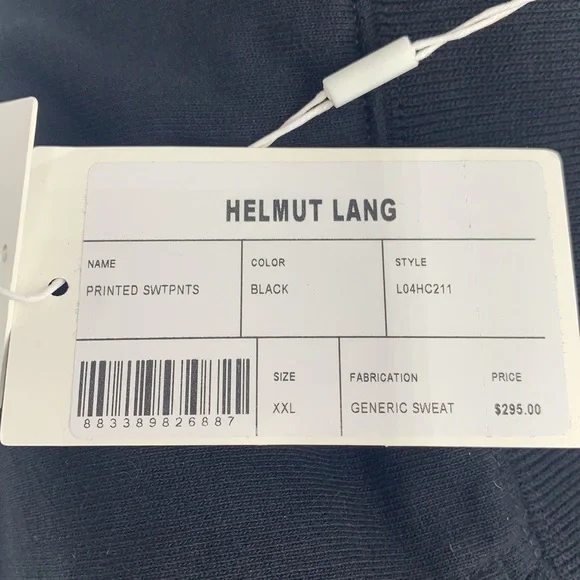 HELMUT LANG
NAME COLOR STYLE
PRINTED SWTPNTS BLACK L04HC211
SIZE FABRICATION PRICE
XXL GENERIC SWEAT $295.00
883389826887